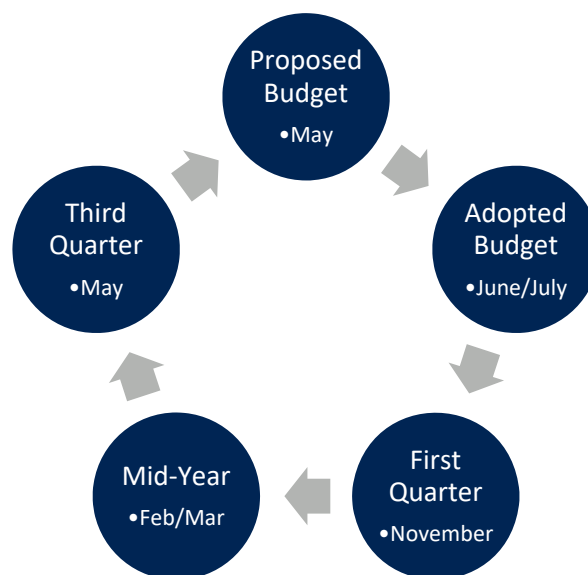 Proposed
Budget
•May
Adopted
Budget
•June/July
First
Quarter
•November
Mid-Year
•Feb/Mar
Third
Quarter
•May